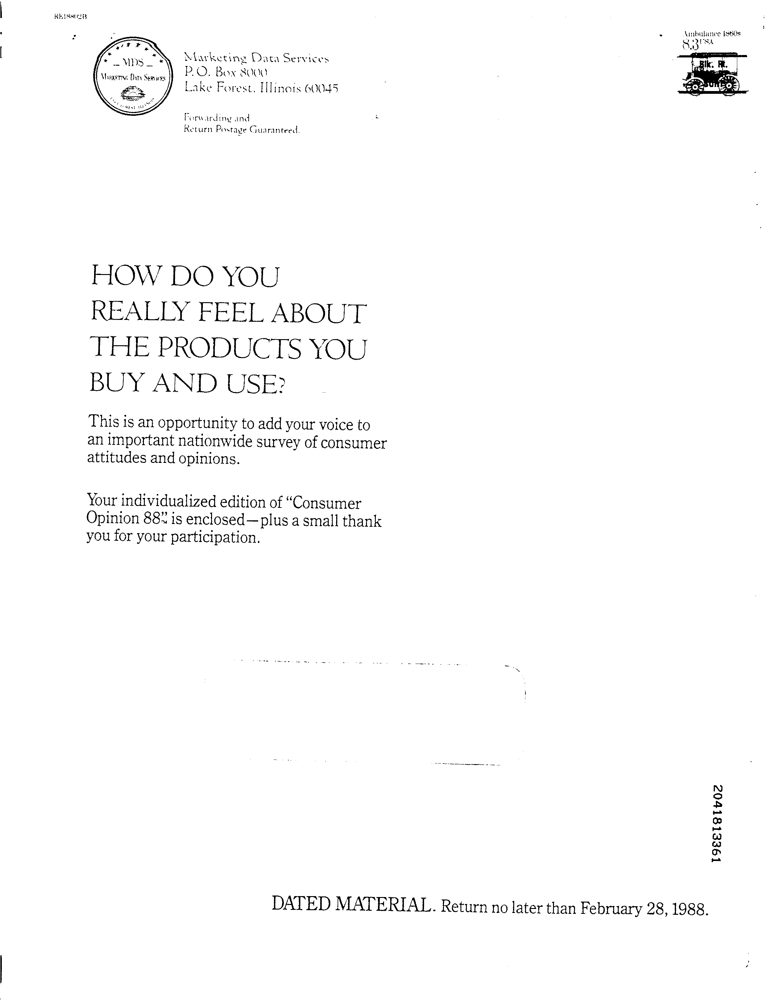 MDS
MARKETING DATA SERVICES
Marketing Data Services
P.O. Box 8000
Lake Forest, Illinois 60045
Forwarding and
Return Postage Guaranteed.
Ambulance 1860s
8.3 USA
Blk. Rt.
HOW DO YOU
REALLY FEEL ABOUT
THE PRODUCTS YOU
BUY AND USE?
This is an opportunity to add your voice to
an important nationwide survey of consumer
attitudes and opinions.
Your individualized edition of “Consumer
Opinion 88” is enclosed—plus a small thank
you for your participation.
2041813361
DATED MATERIAL. Return no later than February 28, 1988.